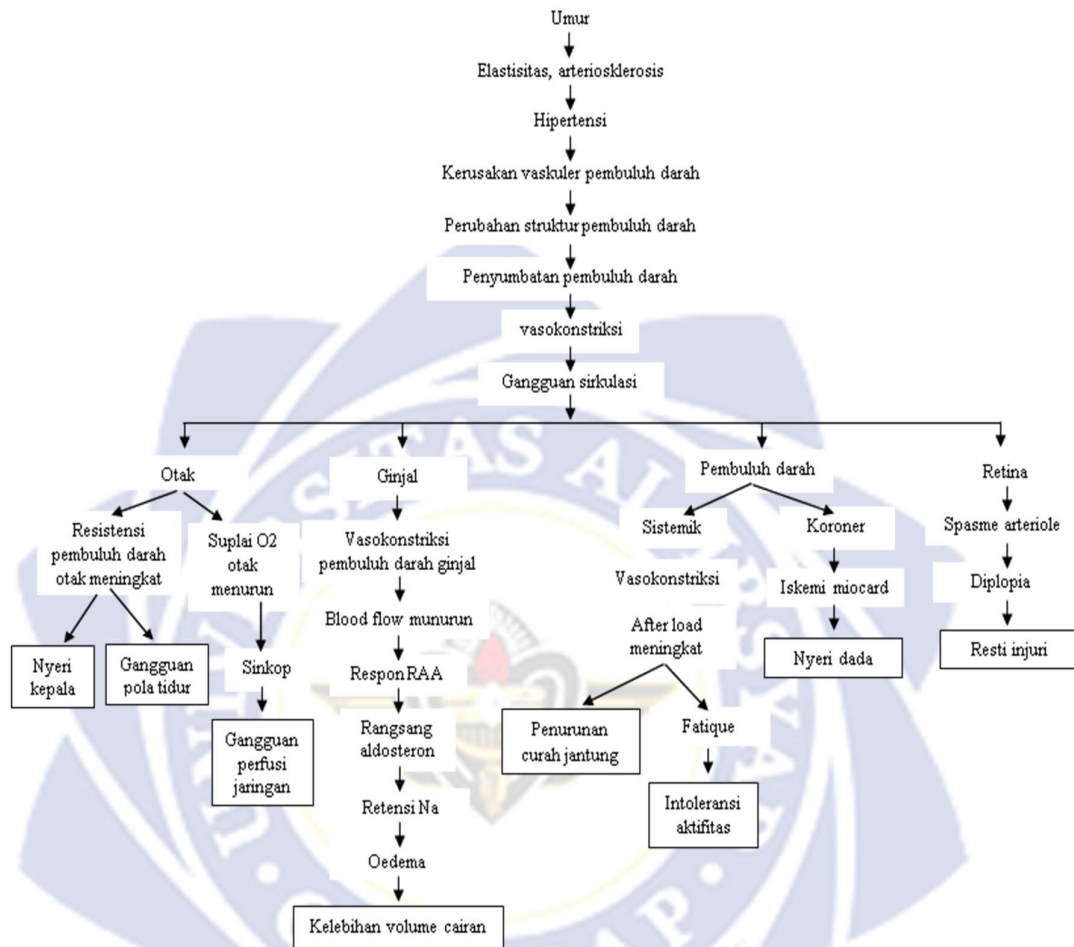 Umur
Elastisitas, arteriosklerosis
Hipertensi
Kerusakan vaskuler pembuluh darah
Perubahan struktur pembuluh darah
Penyumbatan pembuluh darah
vasokonstriksi
Gangguan sirkulasi
Otak
Resistensi
pembuluh darah
otak meningkat
Nyeri
kepala
Gangguan
pola tidur
Suplai O2
otak
menurun
Sinkop
Gangguan
perfusi
jaringan
Ginjal
Vasokonstriksi
pembuluh darah ginjal
Blood flow munurun
Respon RAA
Rangsang
aldosteron
Retensi Na
Oedema
Kelebihan volume cairan
Pembuluh darah
Sistemik
Vasokonstriksi
After load
meningkat
Penurunan
curah jantung
Fatique
Intoleransi
aktifitas
Koroner
Iskemi miocard
Nyeri dada
Retina
Spasme arteriole
Diplopia
Resti injuri